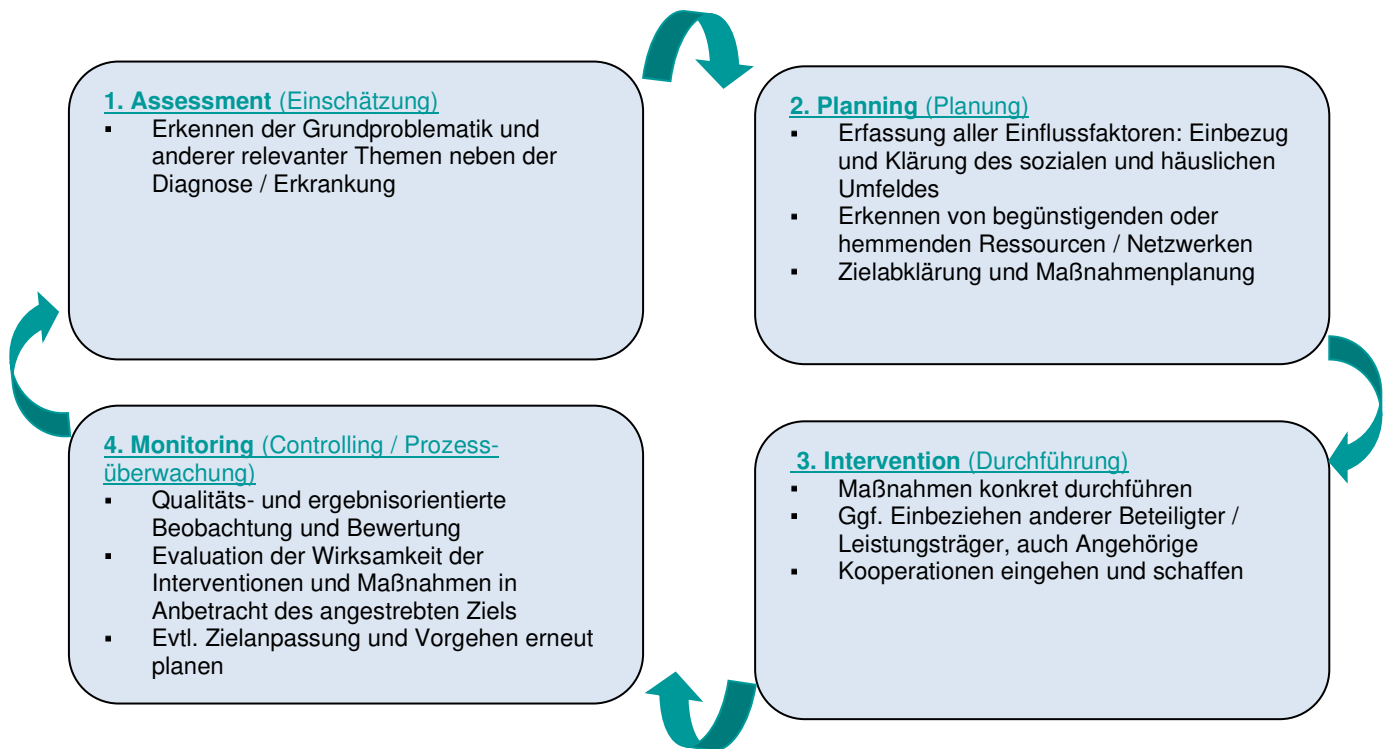 1. Assessment (Einschätzung)
▪ Erkennen der Grundproblematik und
anderer relevanter Themen neben der
Diagnose / Erkrankung
2. Planning (Planung)
▪ Erfassung aller Einflussfaktoren: Einbezug
und Klärung des sozialen und häuslichen
Umfeldes
▪ Erkennen von begünstigenden oder
hemmenden Ressourcen / Netzwerken
▪ Zielabklärung und Maßnahmenplanung
3. Intervention (Durchführung)
▪ Maßnahmen konkret durchführen
▪ Ggf. Einbeziehen anderer Beteiligter /
Leistungsträger, auch Angehörige
▪ Kooperationen eingehen und schaffen
4. Monitoring (Controlling / Prozess-
überwachung)
▪ Qualitäts- und ergebnisorientierte
Beobachtung und Bewertung
▪ Evaluation der Wirksamkeit der
Interventionen und Maßnahmen in
Anbetracht des angestrebten Ziels
▪ Evtl. Zielanpassung und Vorgehen erneut
planen